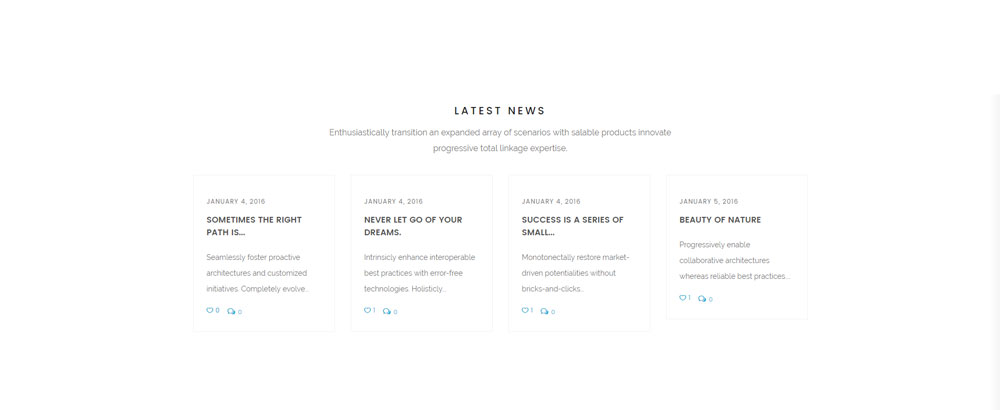 LATEST NEWS
Enthusiastically transition an expanded array of scenarios with salable products innovate
progressive total linkage expertise.
JANUARY 4, 2016
SOMETIMES THE RIGHT
PATH IS...
Seamlessly foster proactive
architectures and customized
initiatives. Completely evolve...
0 0
JANUARY 4, 2016
NEVER LET GO OF YOUR
DREAMS.
Intrinsicly enhance interoperable
best practices with error-free
technologies. Holisticly...
1 0
JANUARY 4, 2016
SUCCESS IS A SERIES OF
SMALL...
Monotonectally restore market-
driven potentialities without
bricks-and-clicks...
1 0
JANUARY 5, 2016
BEAUTY OF NATURE
Progressively enable
collaborative architectures
whereas reliable best practices...
1 0